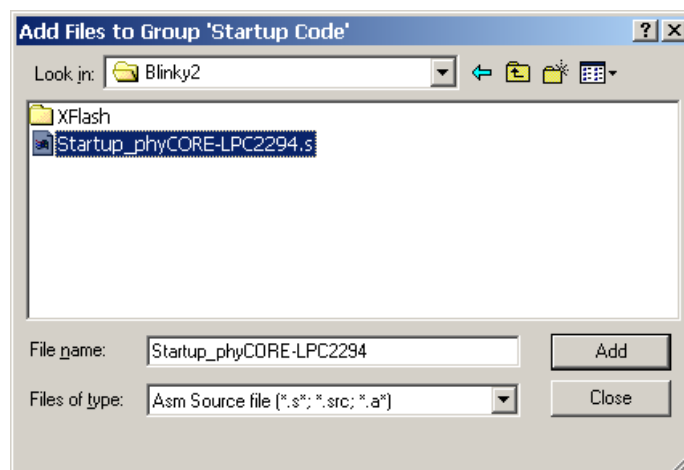 Add Files to Group 'Startup Code'
Look in: Blinky2
XFlash
Startup_phyCORE-LPC2294.s
File name: Startup_phyCORE-LPC2294 Add
Files of type: Asm Source file (*.s*; *.src; *.a*) Close